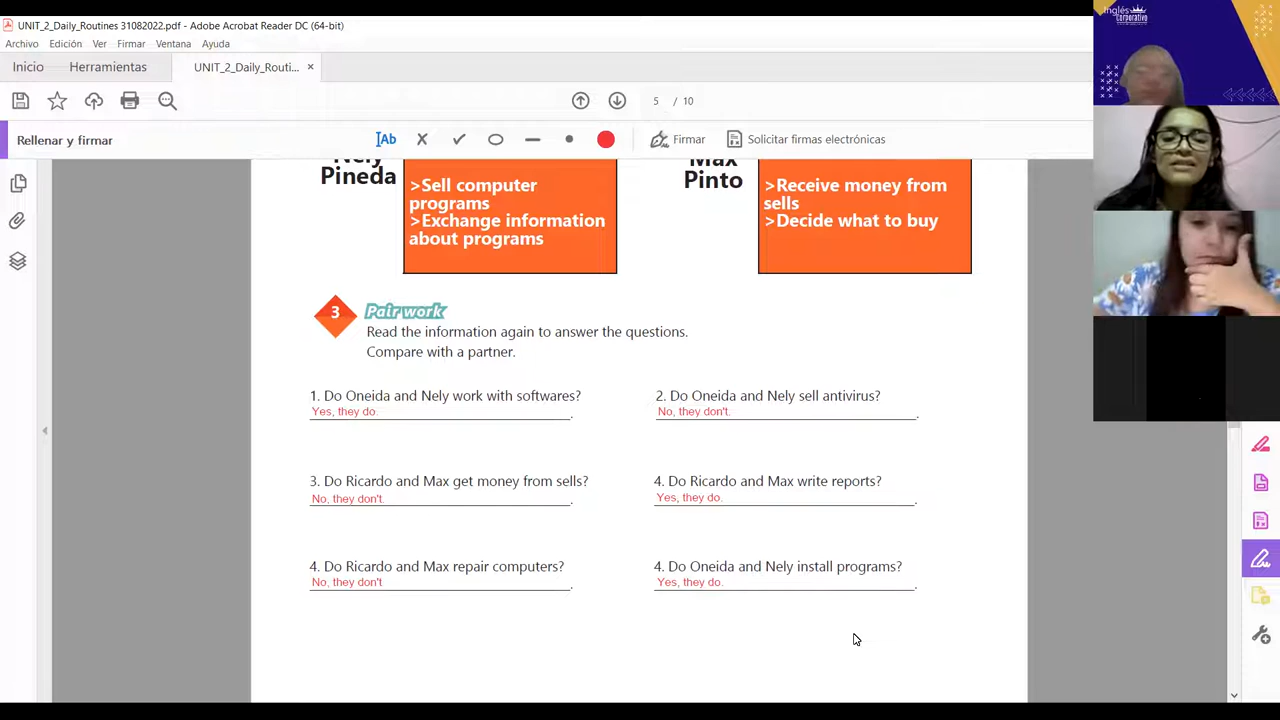 UNIT_2_Daily_Routines 31082022.pdf - Adobe Acrobat Reader DC (64-bit)
Archivo Edición Ver Firmar Ventana Ayuda
Inicio Herramientas UNIT_2_Daily_Routi... ×
5 / 10
Rellenar y firmar
Ab
Firmar
Solicitar firmas electrónicas
Inglés
Corporativo
Nely
Pineda
>Sell computer
programs
>Exchange information
about programs
Max
Pinto
>Receive money from
sells
>Decide what to buy
3 Pair work
Read the information again to answer the questions.
Compare with a partner.
1. Do Oneida and Nely work with softwares?
Yes, they do.
2. Do Oneida and Nely sell antivirus?
No, they don't.
3. Do Ricardo and Max get money from sells?
No, they don't.
4. Do Ricardo and Max write reports?
Yes, they do.
4. Do Ricardo and Max repair computers?
No, they don't
4. Do Oneida and Nely install programs?
Yes, they do.